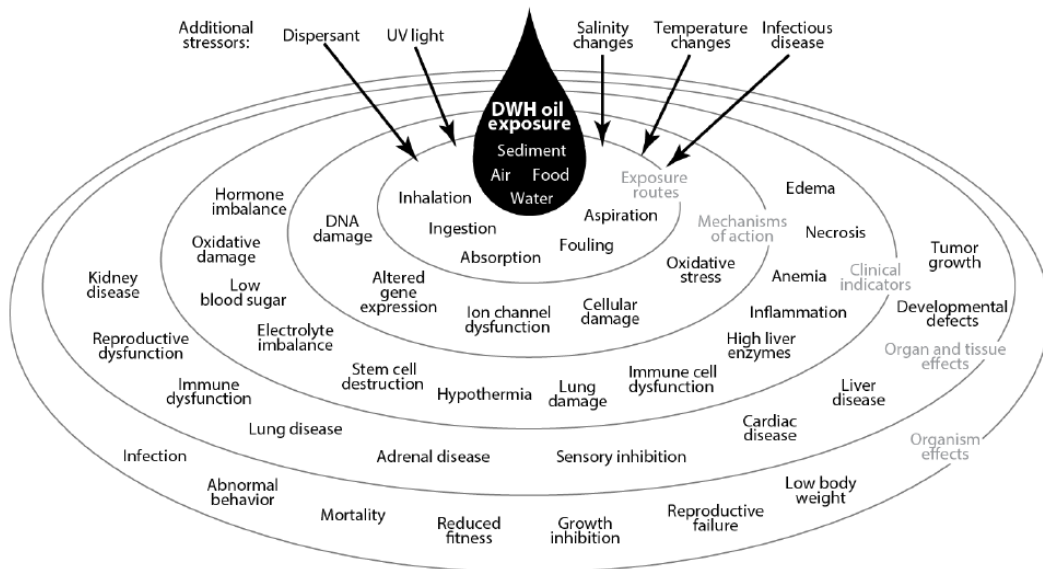 Additional
stressors:
Dispersant
UV light
Salinity
changes
Temperature
changes
Infectious
disease
DWH oil
exposure
Sediment
Air Food
Water
Exposure
routes
Inhalation
Ingestion
Absorption
Fouling
Aspiration
Mechanisms
of action
DNA
damage
Altered
gene
expression
Ion channel
dysfunction
Cellular
damage
Oxidative
stress
Clinical
indicators
Hormone
imbalance
Oxidative
damage
Low
blood sugar
Electrolyte
imbalance
Stem cell
destruction
Hypothermia
Lung
damage
Immune cell
dysfunction
High liver
enzymes
Inflammation
Anemia
Necrosis
Edema
Organ and tissue
effects
Kidney
disease
Reproductive
dysfunction
Immune
dysfunction
Lung disease
Adrenal disease
Sensory inhibition
Cardiac
disease
Liver
disease
Developmental
defects
Tumor
growth
Organism
effects
Infection
Abnormal
behavior
Mortality
Reduced
fitness
Growth
inhibition
Reproductive
failure
Low body
weight